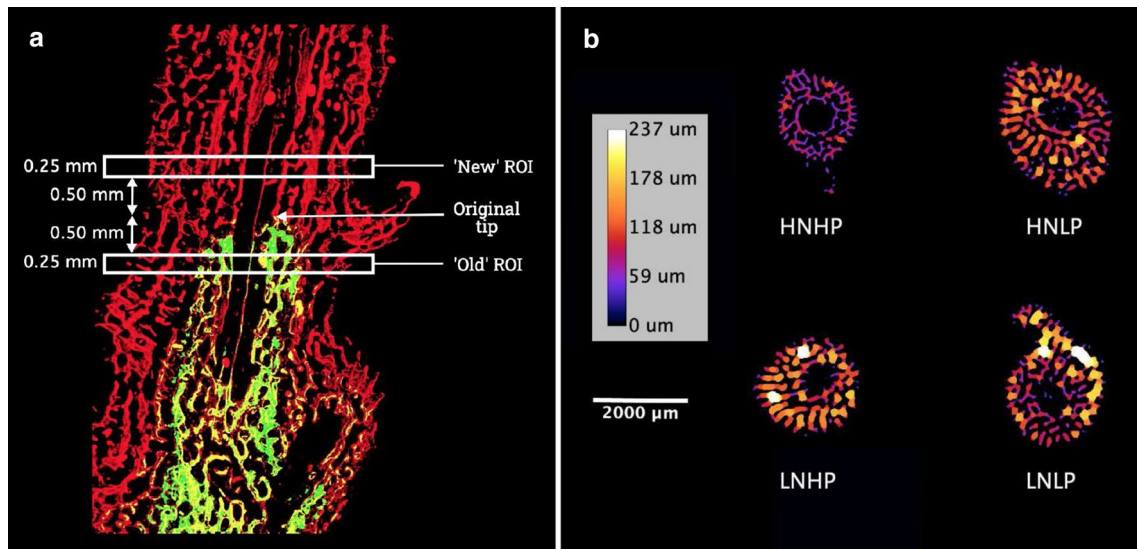 a
0.25 mm
'New' ROI
0.50 mm
Original
tip
0.50 mm
0.25 mm
'Old' ROI
b
237 um
178 um
118 um
59 um
0 um
2000 µm
HNHP
HNLP
LNHP
LNLP